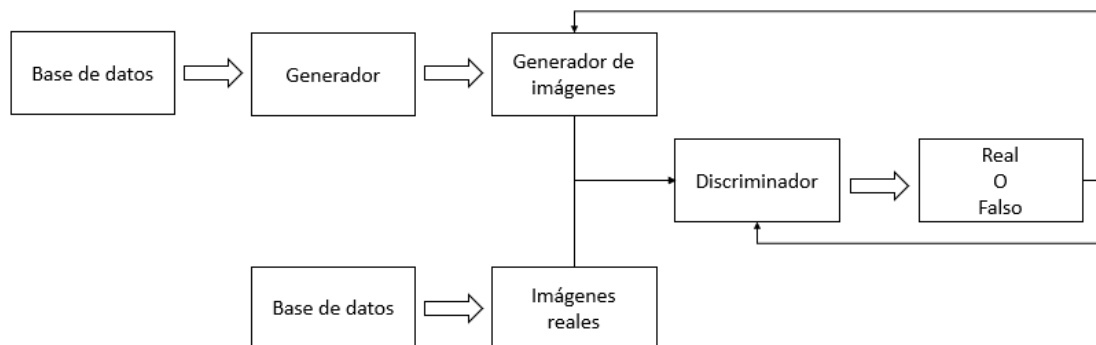 Base de datos
Generador
Generador de
imágenes
Discriminador
Real
O
Falso
Base de datos
Imágenes
reales